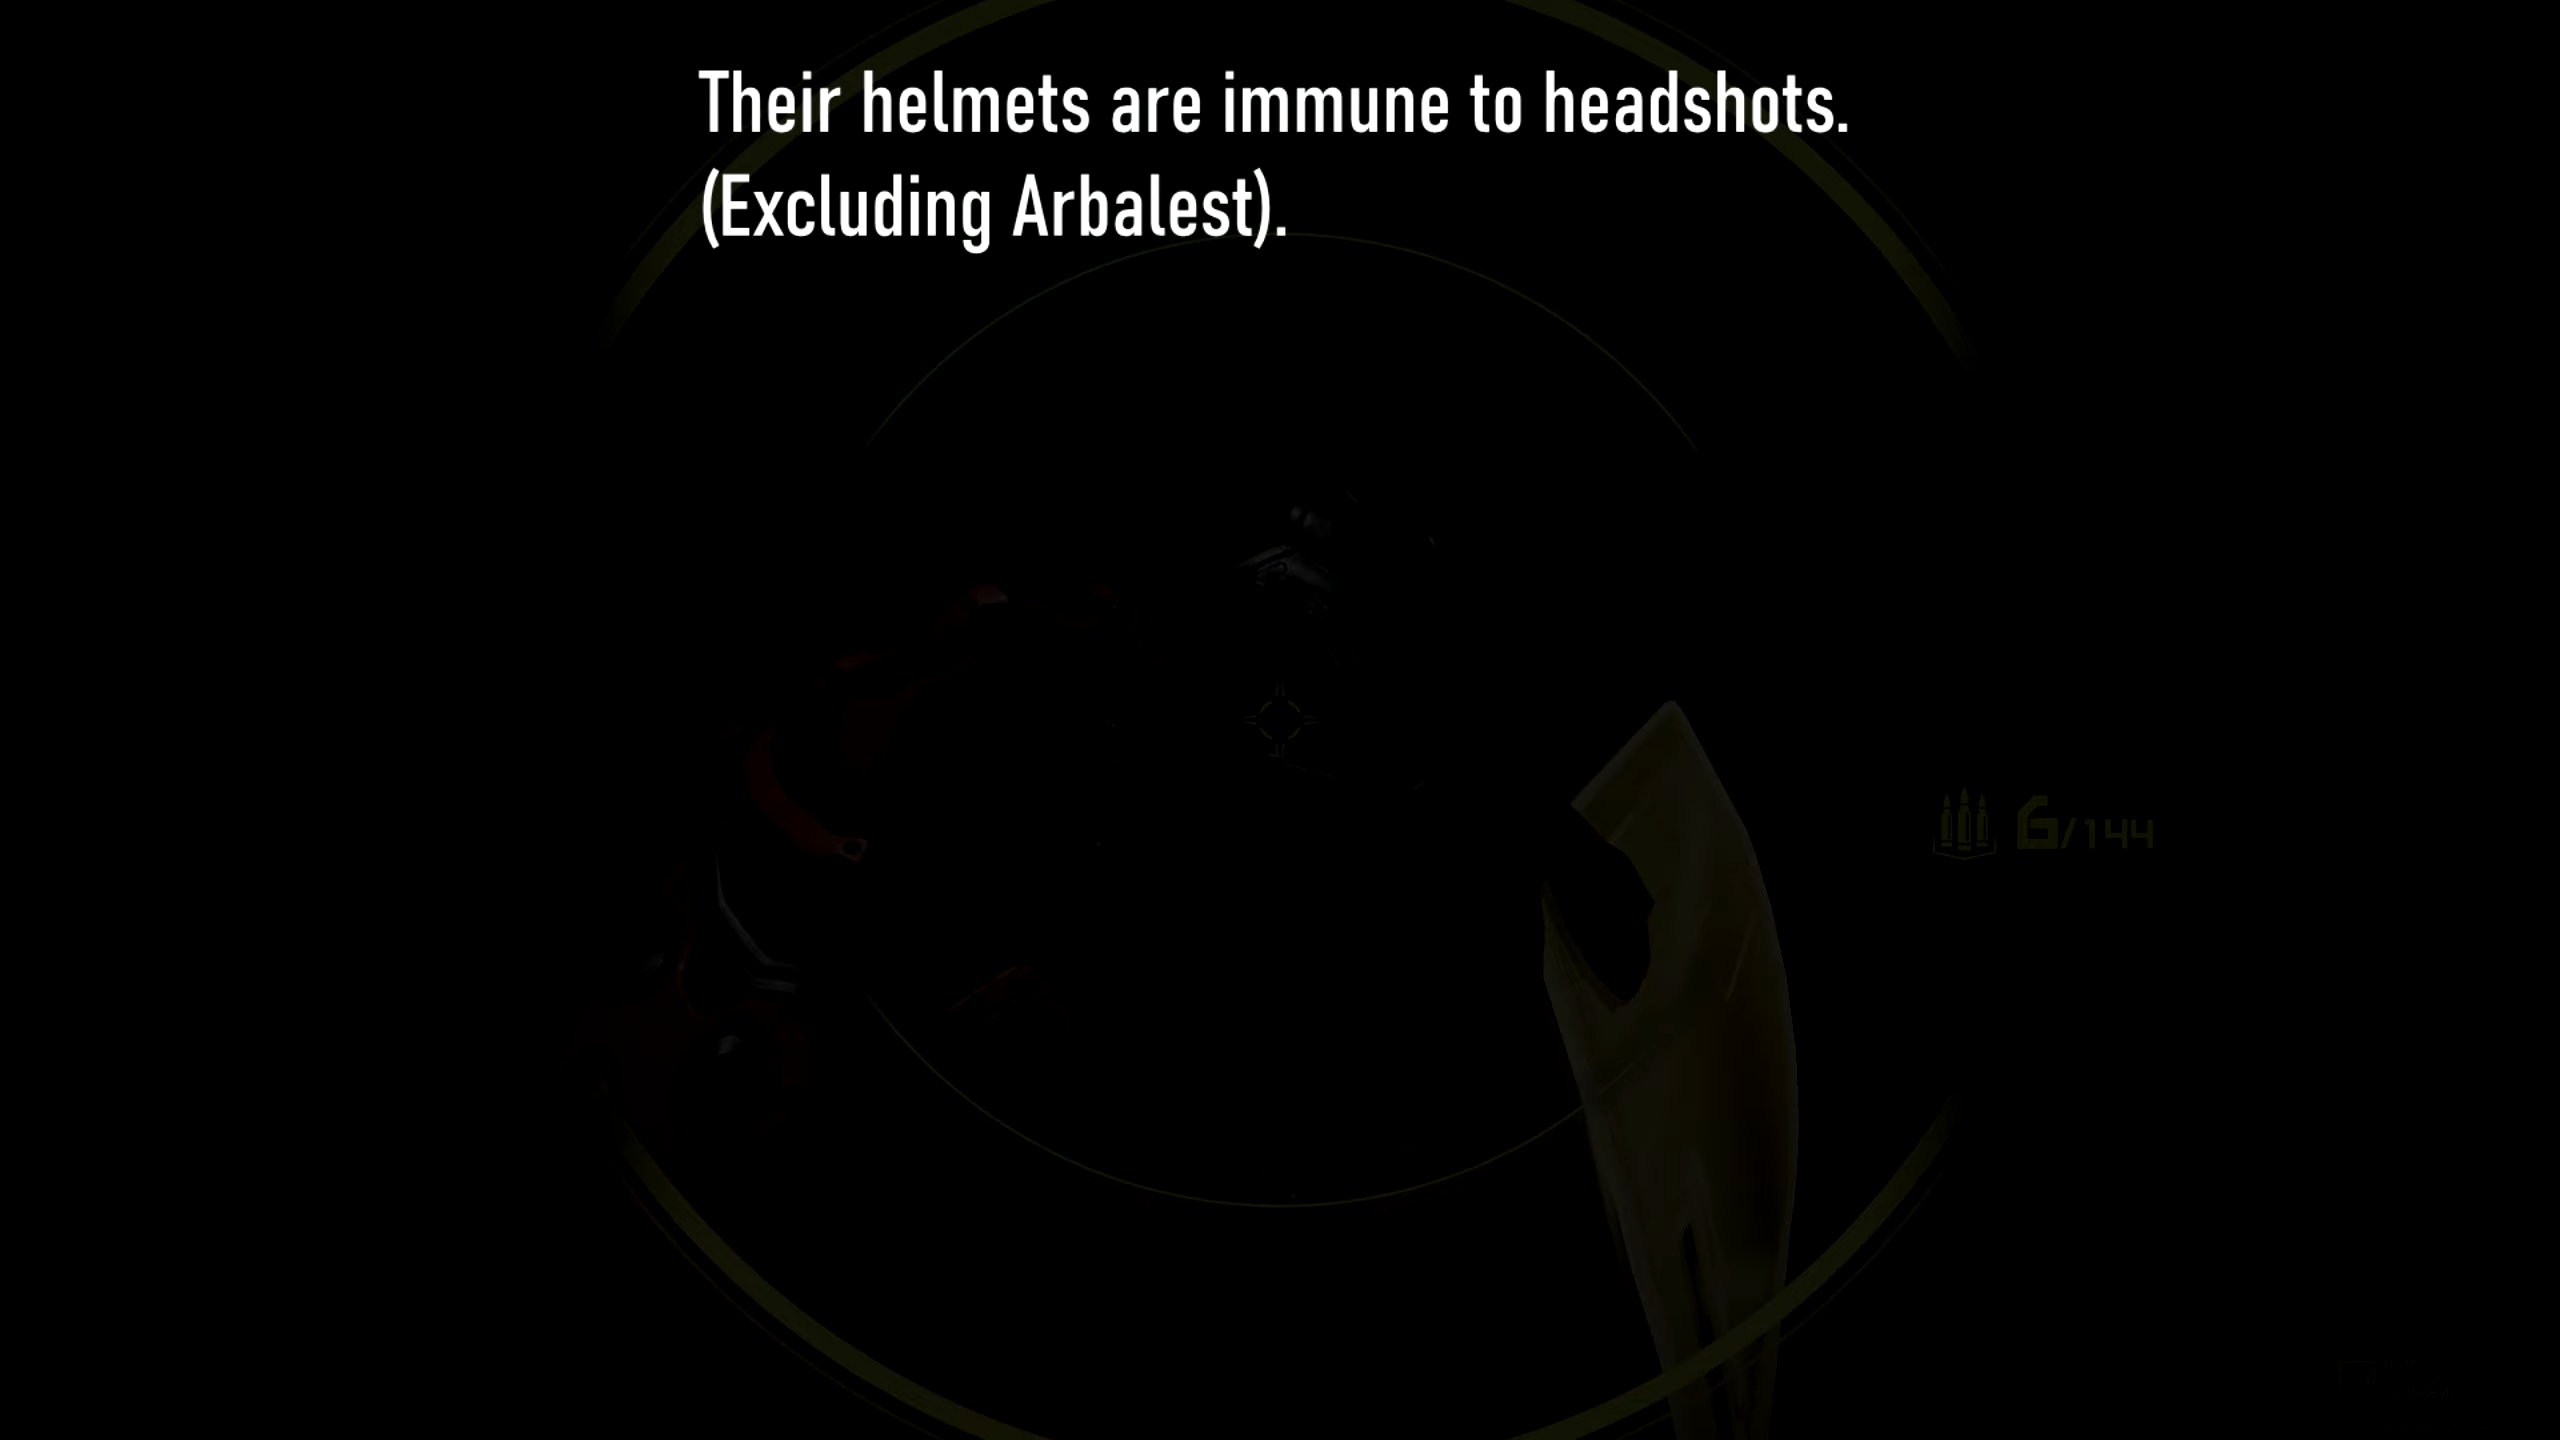 Their helmets are immune to headshots.
(Excluding Arbalest).
6/144